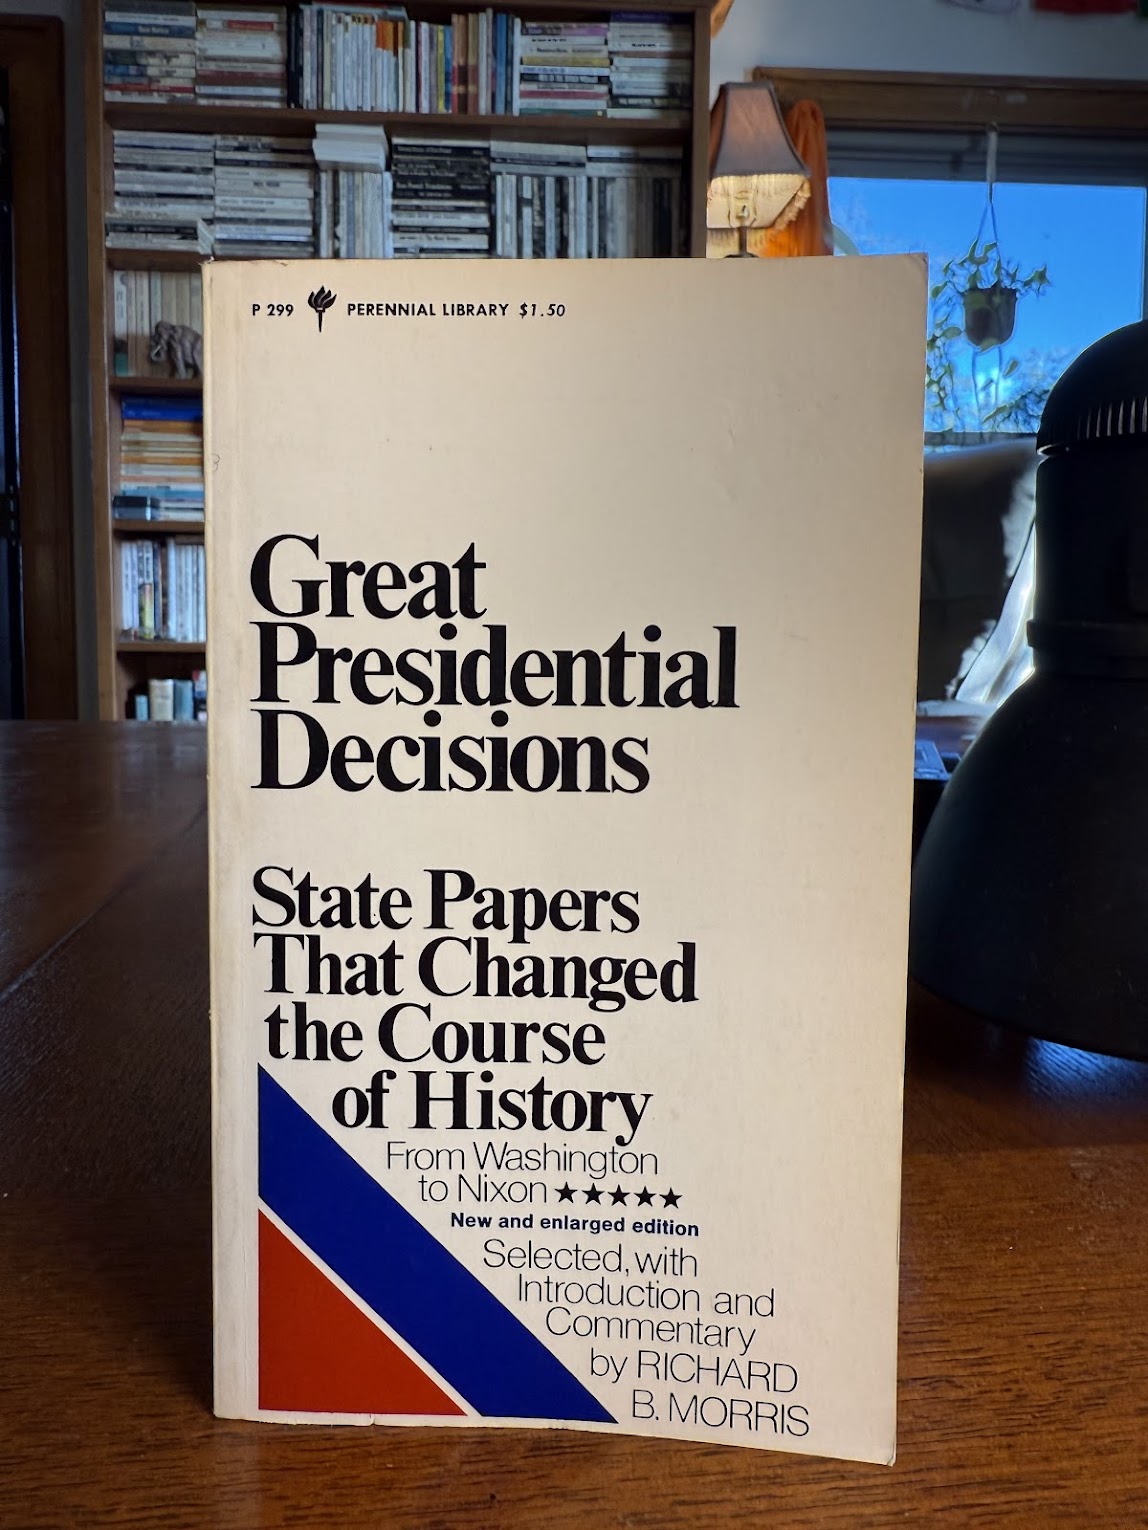 P 299 PERENNIAL LIBRARY $1.50
Great
Presidential
Decisions
State Papers
That Changed
the Course
of History
From Washington
to Nixon ★★★★★
New and enlarged edition
Selected, with
Introduction and
Commentary
by RICHARD
B. MORRIS